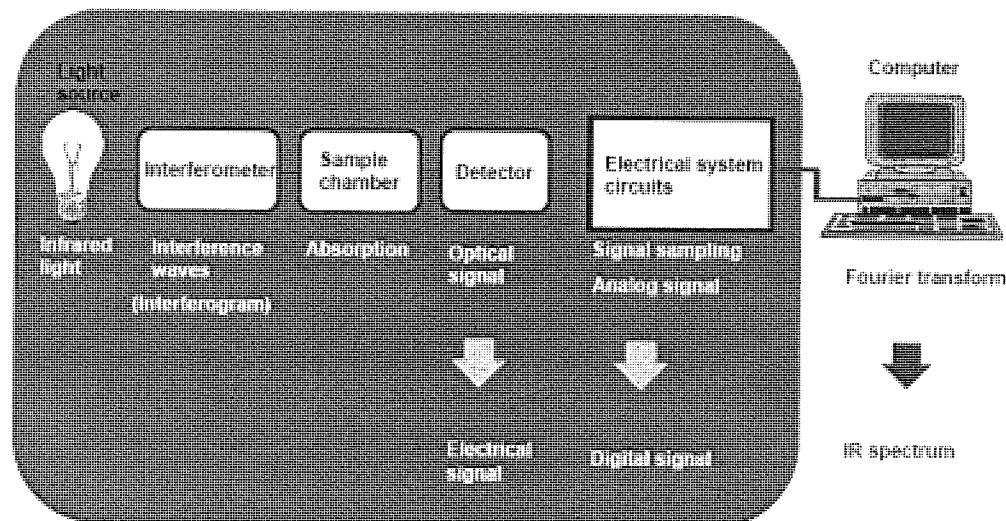 Light
source
Computer
Interferometer
Sample
chamber
Detector
Electrical system
circuits
Infrared
light
Interference
waves
(Interferogram)
Absorption
Optical
signal
Signal sampling
Analog signal
Fourier transform
Electrical
signal
Digital signal
IR spectrum